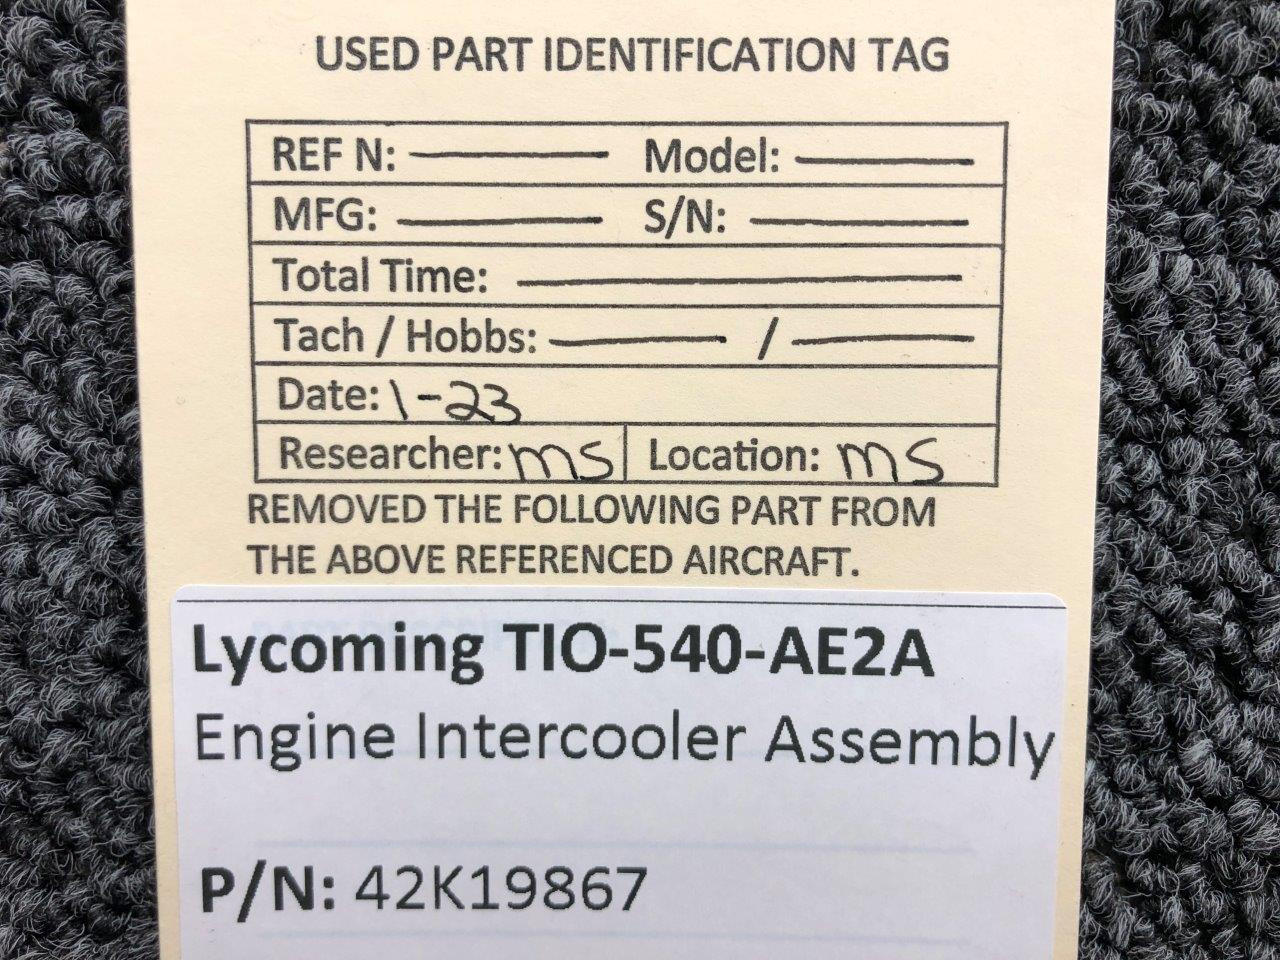 USED PART IDENTIFICATION TAG
REF N: Model:
MFG: S/N:
Total Time:
Tach / Hobbs: /
Date: 1-23
Researcher: MS Location: MS
REMOVED THE FOLLOWING PART FROM
THE ABOVE REFERENCED AIRCRAFT.
Lycoming TIO-540-AE2A
Engine Intercooler Assembly
P/N: 42K19867